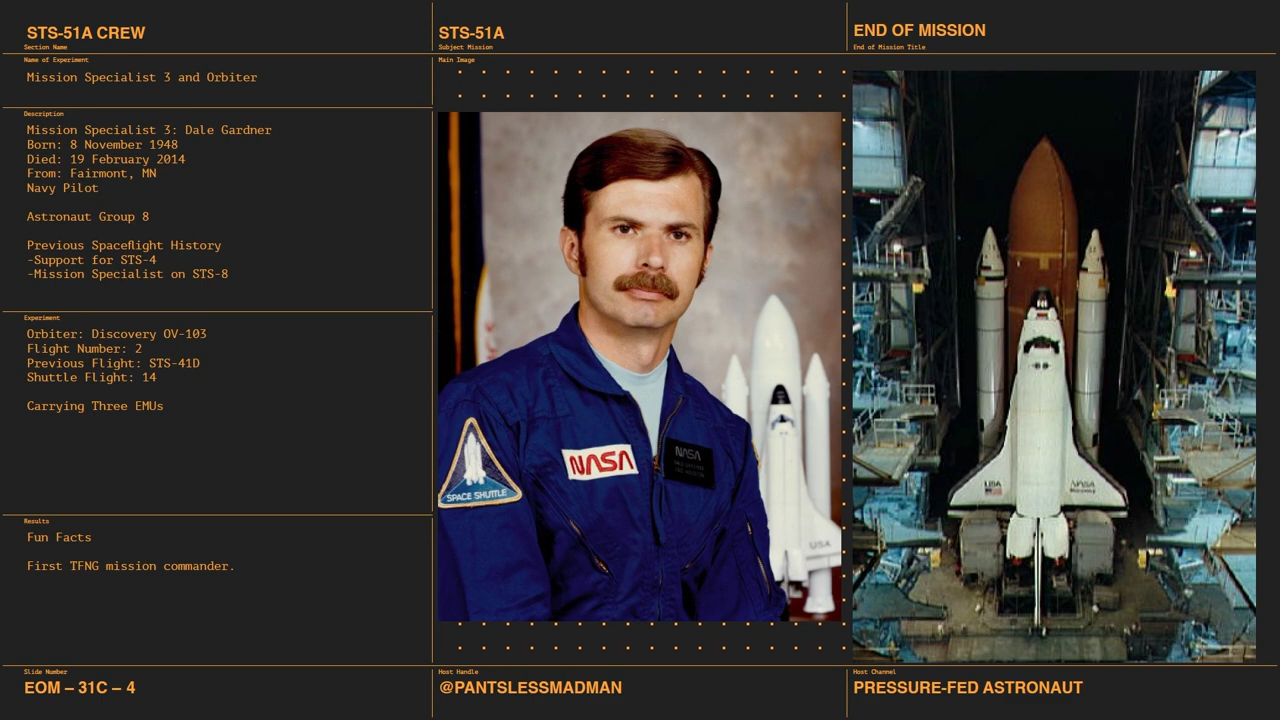 STS-51A CREW
Section Name
Name of Experiment
Mission Specialist 3 and Orbiter
Description
Mission Specialist 3: Dale Gardner
Born: 8 November 1948
Died: 19 February 2014
From: Fairmont, MN
Navy Pilot
Astronaut Group 8
Previous Spaceflight History
-Support for STS-4
-Mission Specialist on STS-8
Experiment
Orbiter: Discovery OV-103
Flight Number: 2
Previous Flight: STS-41D
Shuttle Flight: 14
Carrying Three EMUs
Results
Fun Facts
First TFNG mission commander.
Slide Number
EOM – 31C – 4
STS-51A
Subject Mission
Main Image
NASA
NASA
SPACE SHUTTLE
USA
Host Handle
@PANTSLESSMADMAN
END OF MISSION
End of Mission Title
USA
NASA
Discovery
Host Channel
PRESSURE-FED ASTRONAUT